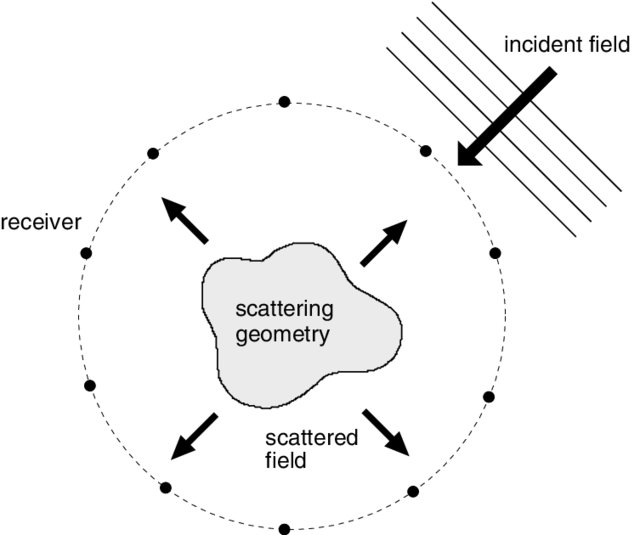 incident field
receiver
scattering
geometry
scattered
field